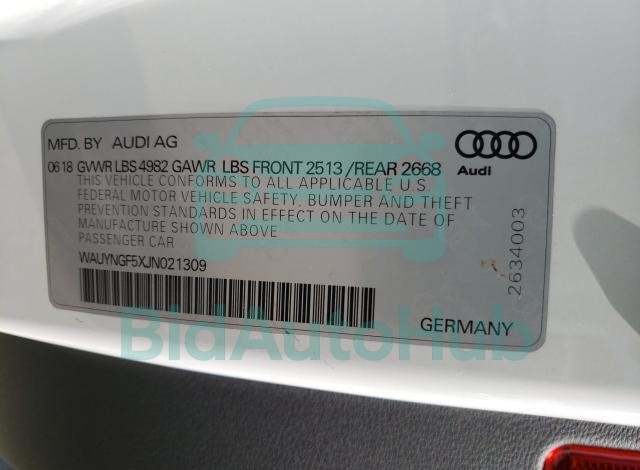 MFD. BY AUDI AG
0618 GVWR LBS 4982 GAWR LBS FRONT 2513 /REAR 2668
THIS VEHICLE CONFORMS TO ALL APPLICABLE U.S
FEDERAL MOTOR VEHICLE SAFETY, BUMPER AND THEFT
PREVENTION STANDARDS IN EFFECT ON THE DATE OF
MANUFACTURE SHOWN ABOVE
PASSENGER CAR
WAUYNGF5XJN021309
Audi
2634003
GERMANY
BidAutoHub